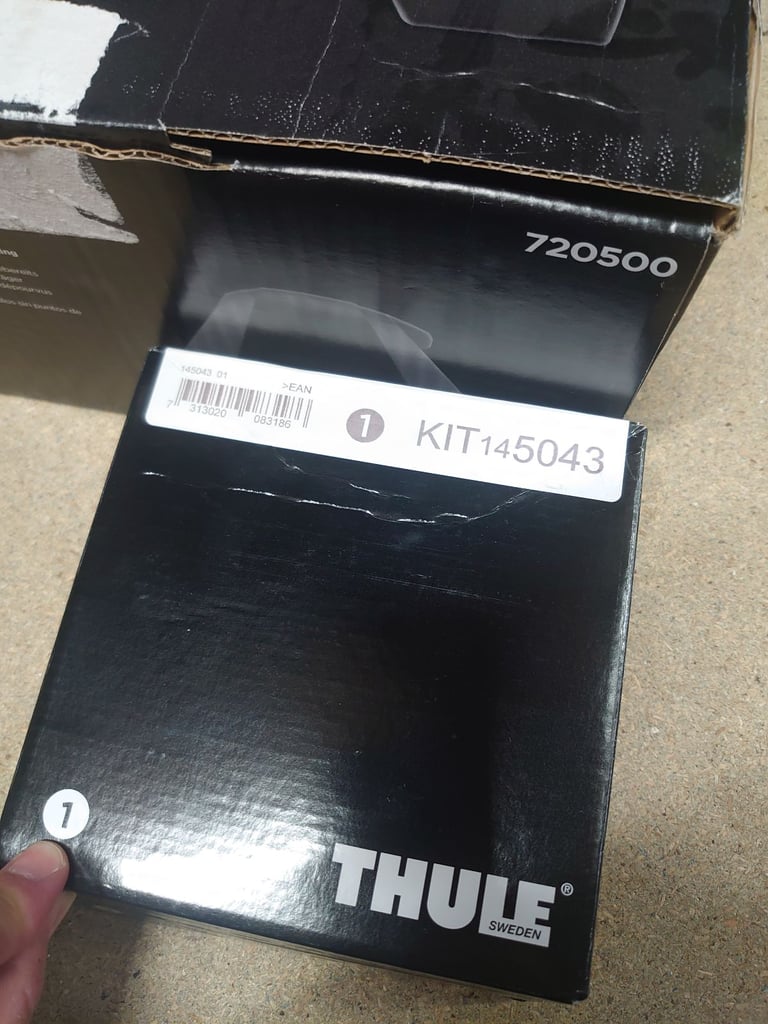 720500
145043 01
>EAN
7 313020 083186
1
KIT145043
1
THULE®
SWEDEN